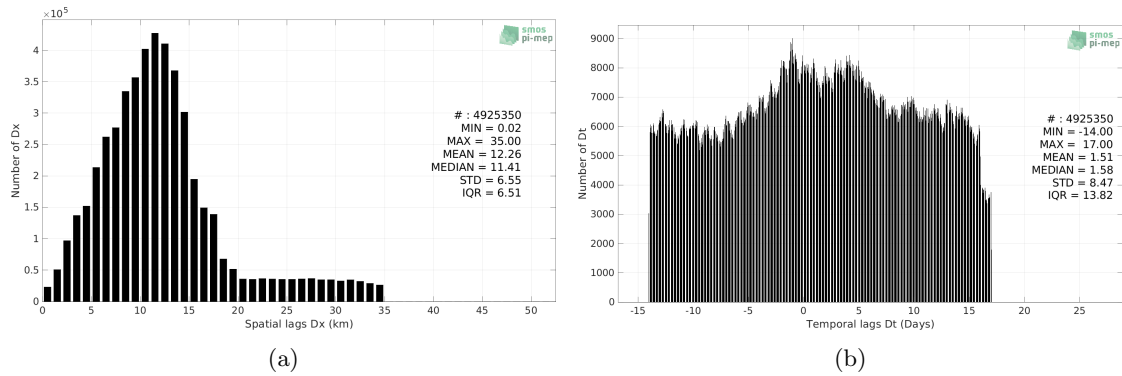 ×10⁵
4
3.5
3
2.5
2
1.5
1
0.5
0
Number of Dx
0 5 10 15 20 25 30 35 40 45 50
Spatial lags Dx (km)
smos
pi-mep
# : 4925350
MIN = 0.02
MAX = 35.00
MEAN = 12.26
MEDIAN = 11.41
STD = 6.55
IQR = 6.51
(a)
9000
8000
7000
6000
5000
4000
3000
2000
1000
0
Number of Dt
-15 -10 -5 0 5 10 15 20 25
Temporal lags Dt (Days)
smos
pi-mep
# : 4925350
MIN = -14.00
MAX = 17.00
MEAN = 1.51
MEDIAN = 1.58
STD = 8.47
IQR = 13.82
(b)